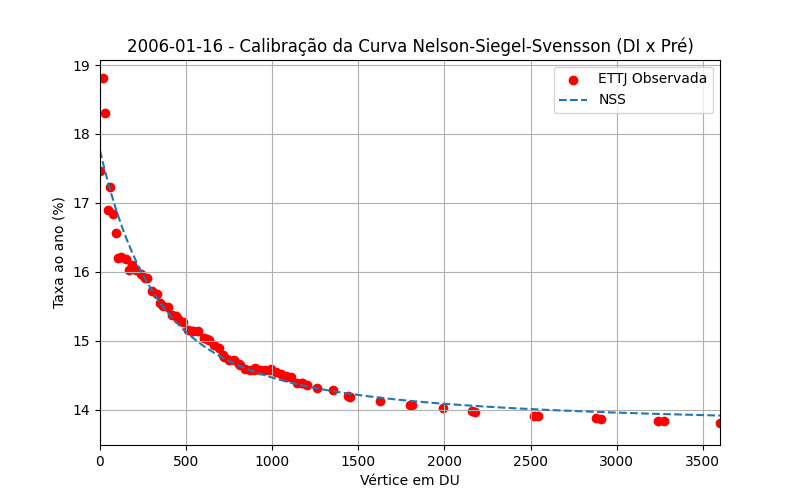 2006-01-16 - Calibração da Curva Nelson-Siegel-Svensson (DI x Pré)
ETTJ Observada
NSS
Taxa ao ano (%)
19
18
17
16
15
14
0 500 1000 1500 2000 2500 3000 3500
Vértice em DU